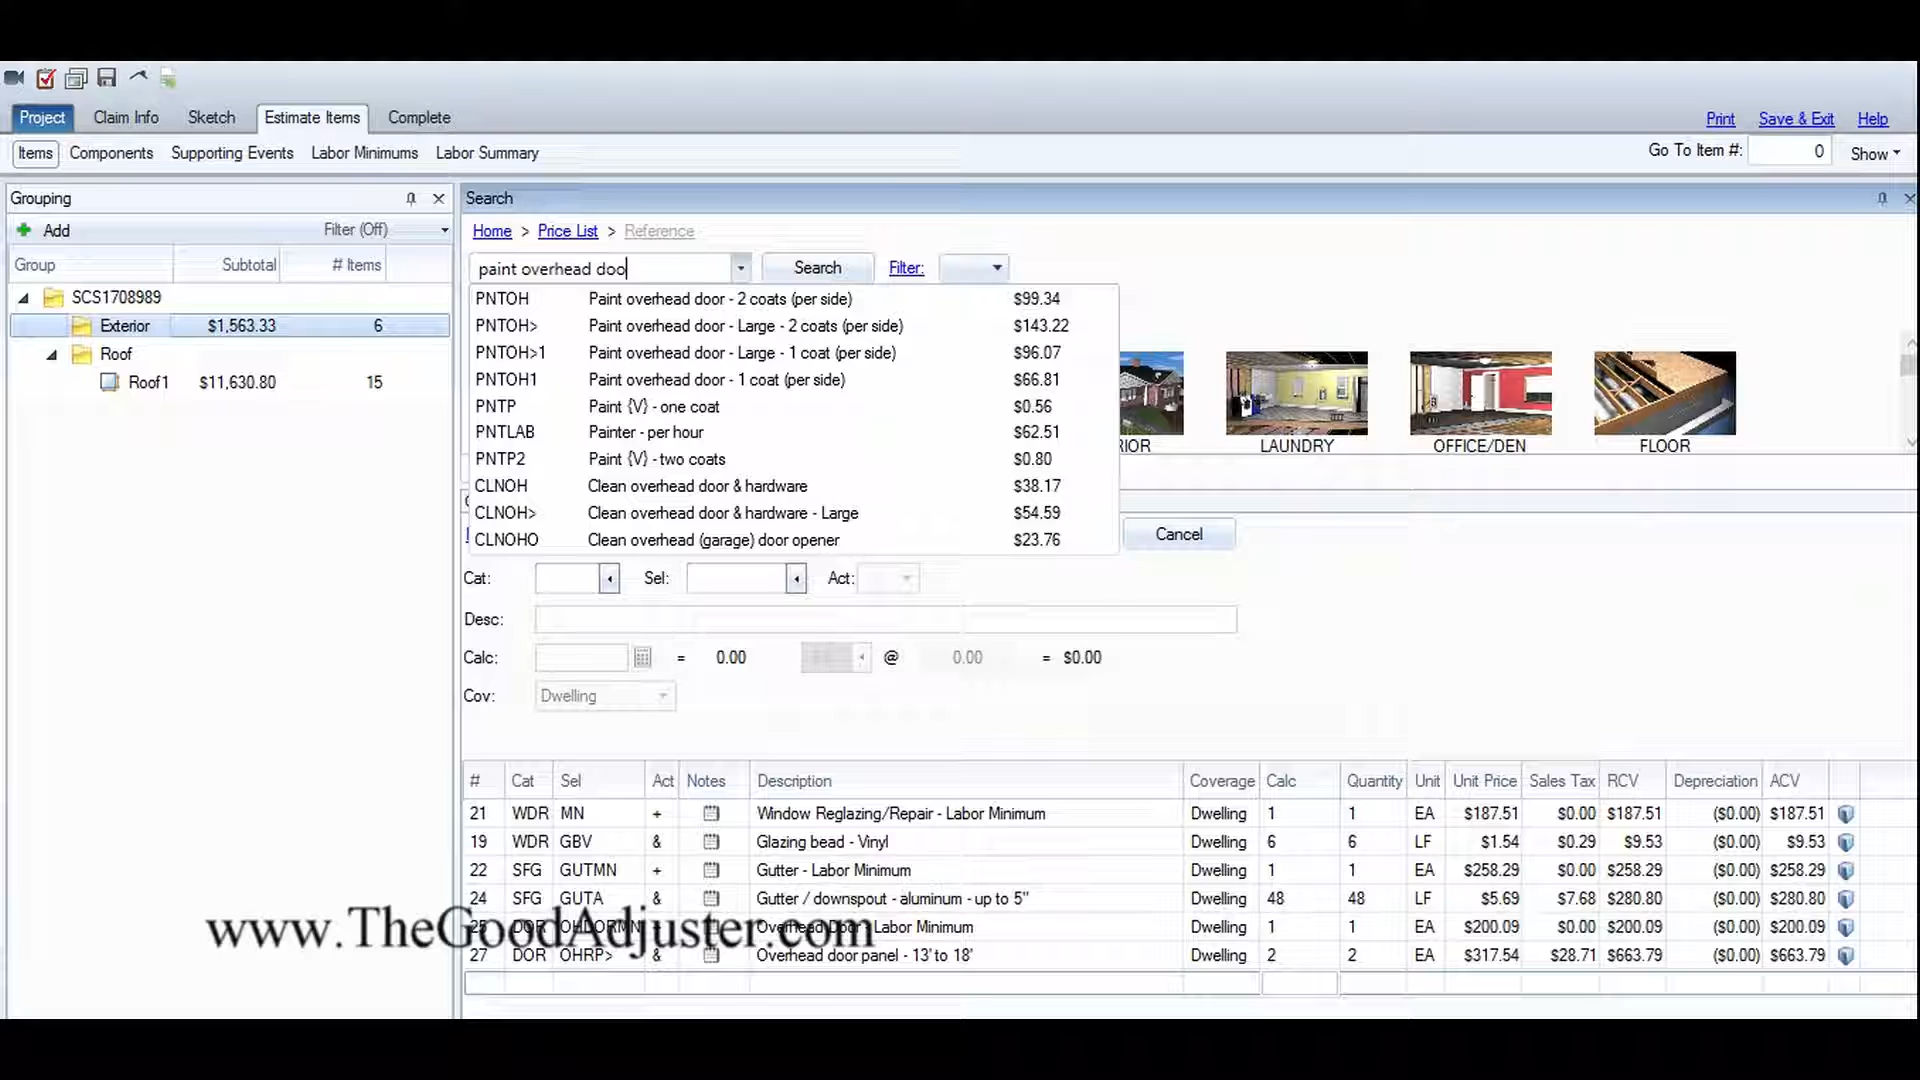 Project Claim Info Sketch Estimate Items Complete Print Save & Exit Help
Items Components Supporting Events Labor Minimums Labor Summary Go To Item #: 0 Show
Grouping
Add Filter (Off)
Group Subtotal # Items
SCS1708989
Exterior $1,563.33 6
Roof
Roof1 $11,630.80 15
Search
Home > Price List > Reference
paint overhead doo Search Filter:
PNTOH Paint overhead door - 2 coats (per side) $99.34
PNTOH> Paint overhead door - Large - 2 coats (per side) $143.22
PNTOH>1 Paint overhead door - Large - 1 coat (per side) $96.07
PNTOH1 Paint overhead door - 1 coat (per side) $66.81
PNTP Paint {V} - one coat $0.56
PNTLAB Painter - per hour $62.51
PNTP2 Paint {V} - two coats $0.80
CLNOH Clean overhead door & hardware $38.17
CLNOH> Clean overhead door & hardware - Large $54.59
CLNOHO Clean overhead (garage) door opener $23.76
RIOR LAUNDRY OFFICE/DEN FLOOR
Cancel
Cat: Sel: Act:
Desc:
Calc: = 0.00 @ 0.00 = $0.00
Cov: Dwelling
# Cat Sel Act Notes Description Coverage Calc Quantity Unit Unit Price Sales Tax RCV Depreciation ACV
21 WDR MN + Window Reglazing/Repair - Labor Minimum Dwelling 1 1 EA $187.51 $0.00 $187.51 ($0.00) $187.51
19 WDR GBV & Glazing bead - Vinyl Dwelling 6 6 LF $1.54 $0.29 $9.53 ($0.00) $9.53
22 SFG GUTMN + Gutter - Labor Minimum Dwelling 1 1 EA $258.29 $0.00 $258.29 ($0.00) $258.29
24 SFG GUTA & Gutter / downspout - aluminum - up to 5" Dwelling 48 48 LF $5.69 $7.68 $280.80 ($0.00) $280.80
25 DOR OHDORMN + Overhead Door - Labor Minimum Dwelling 1 1 EA $200.09 $0.00 $200.09 ($0.00) $200.09
27 DOR OHRP> & Overhead door panel - 13' to 18' Dwelling 2 2 EA $317.54 $28.71 $663.79 ($0.00) $663.79
www.TheGoodAdjuster.com